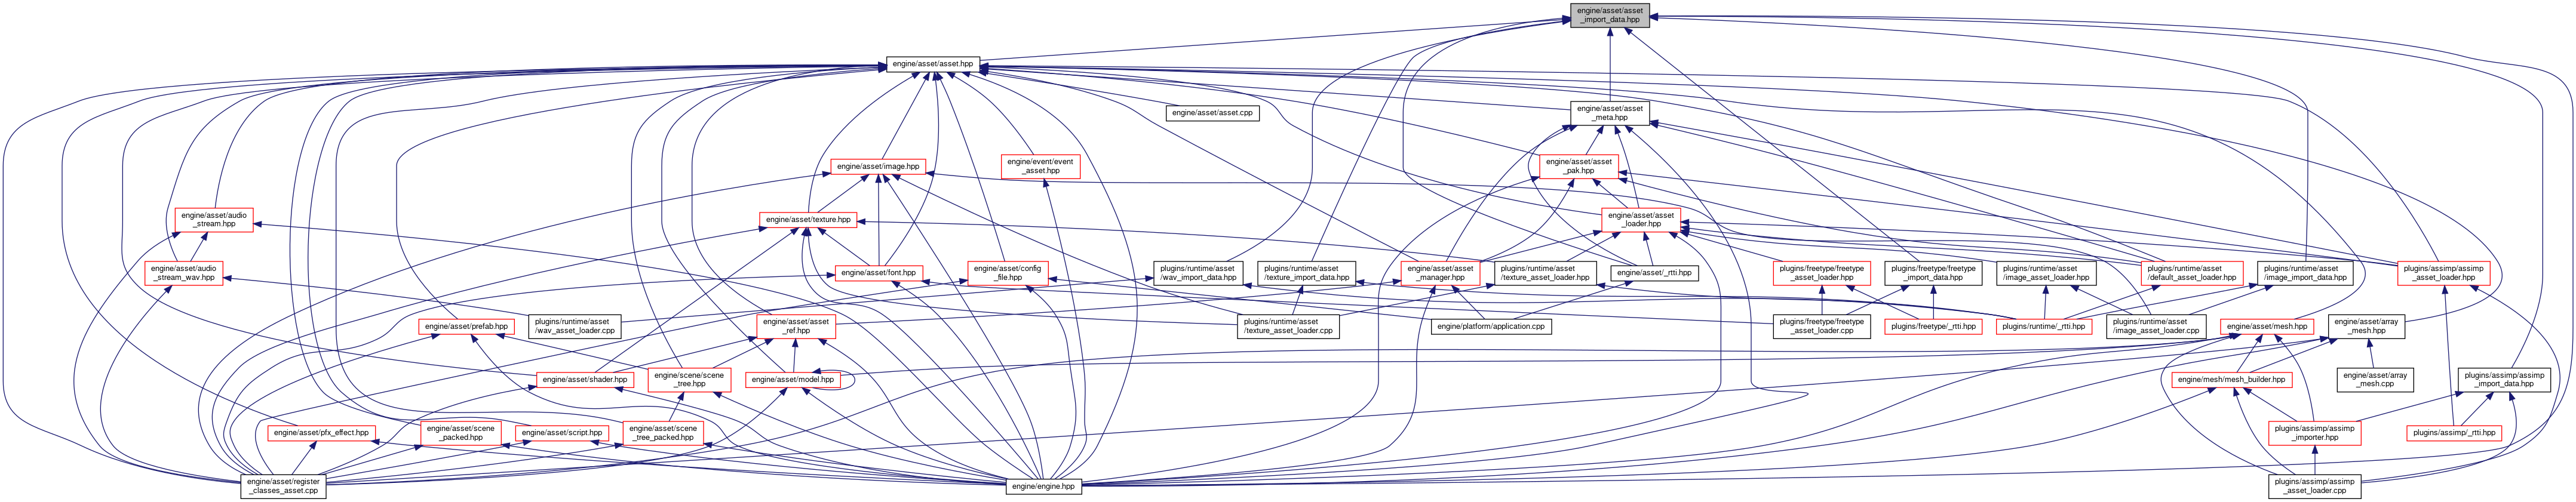 engine/asset/asset
_import_data.hpp
engine/asset/asset.hpp
engine/asset/asset.cpp
engine/asset/asset
_meta.hpp
engine/asset/image.hpp
engine/event/event
_asset.hpp
engine/asset/asset
_pak.hpp
engine/asset/audio
_stream.hpp
engine/asset/texture.hpp
engine/asset/asset
_loader.hpp
engine/asset/audio
_stream_wav.hpp
engine/asset/font.hpp
engine/asset/config
_file.hpp
plugins/runtime/asset
/wav_import_data.hpp
plugins/runtime/asset
/texture_import_data.hpp
engine/asset/asset
_manager.hpp
plugins/runtime/asset
/texture_asset_loader.hpp
engine/asset/_rtti.hpp
plugins/freetype/freetype
_asset_loader.hpp
plugins/freetype/freetype
_import_data.hpp
plugins/runtime/asset
/image_asset_loader.hpp
plugins/runtime/asset
/default_asset_loader.hpp
plugins/runtime/asset
/image_import_data.hpp
plugins/assimp/assimp
_asset_loader.hpp
engine/asset/prefab.hpp
plugins/runtime/asset
/wav_asset_loader.cpp
engine/asset/asset
_ref.hpp
plugins/runtime/asset
/texture_asset_loader.cpp
engine/platform/application.cpp
plugins/freetype/freetype
_asset_loader.cpp
plugins/freetype/_rtti.hpp
plugins/runtime/_rtti.hpp
plugins/runtime/asset
/image_asset_loader.cpp
engine/asset/mesh.hpp
engine/asset/array
_mesh.hpp
engine/asset/shader.hpp
engine/scene/scene
_tree.hpp
engine/asset/model.hpp
engine/mesh/mesh_builder.hpp
engine/asset/array
_mesh.cpp
plugins/assimp/assimp
_import_data.hpp
engine/asset/pfx_effect.hpp
engine/asset/scene
_packed.hpp
engine/asset/script.hpp
engine/asset/scene
_tree_packed.hpp
plugins/assimp/assimp
_importer.hpp
plugins/assimp/_rtti.hpp
engine/asset/register
_classes_asset.cpp
engine/engine.hpp
plugins/assimp/assimp
_asset_loader.cpp